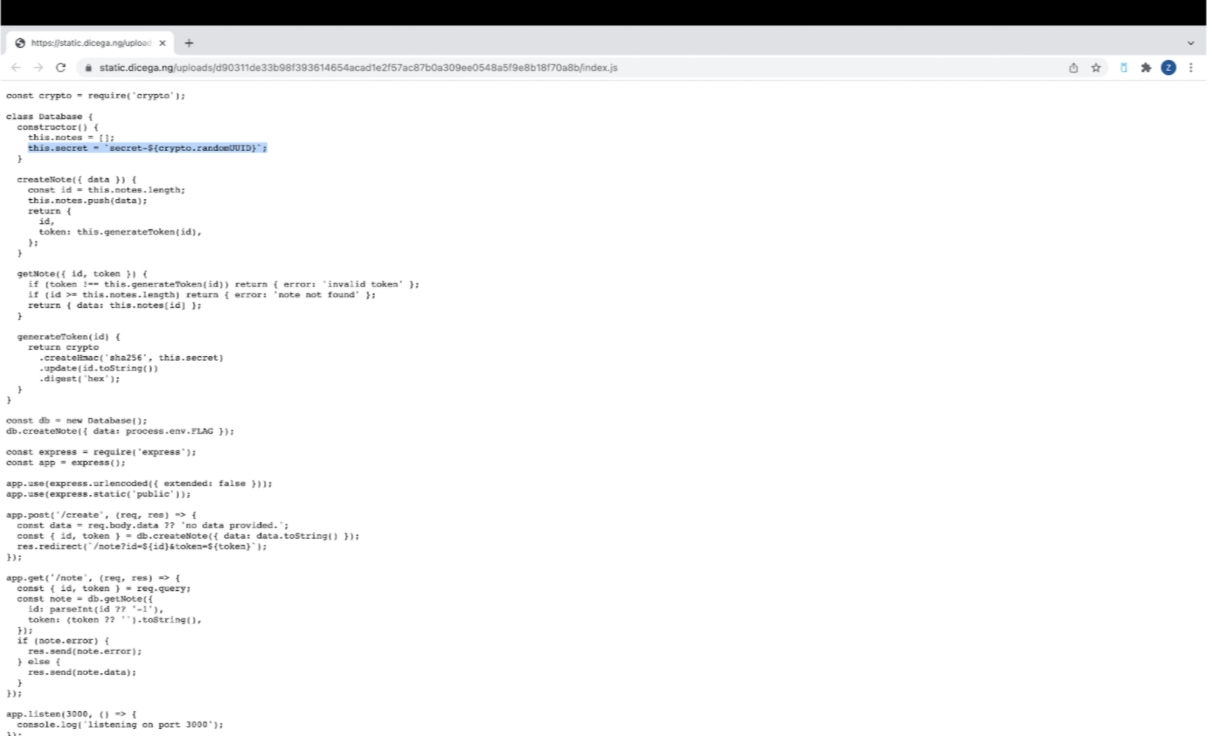 https://static.dicega.ng/upload
static.dicega.ng/uploads/d90311de33b98f393614654acad1e2f57ac87b0a309ee0548a5f9e8b18f70a8b/index.js
Z
const crypto = require('crypto');
class Database {
constructor() {
this.notes = [];
this.secret = `secret-${crypto.randomUUID}`;
}
createNote({ data }) {
const id = this.notes.length;
this.notes.push(data);
return {
id,
token: this.generateToken(id),
};
}
getNote({ id, token }) {
if (token !== this.generateToken(id)) return { error: 'invalid token' };
if (id >= this.notes.length) return { error: 'note not found' };
return { data: this.notes[id] };
}
generateToken(id) {
return crypto
.createHmac('sha256', this.secret)
.update(id.toString())
.digest('hex');
}
}
const db = new Database();
db.createNote({ data: process.env.FLAG });
const express = require('express');
const app = express();
app.use(express.urlencoded({ extended: false }));
app.use(express.static('public'));
app.post('/create', (req, res) => {
const data = req.body.data ?? 'no data provided.';
const { id, token } = db.createNote({ data: data.toString() });
res.redirect(`/note?id=${id}&token=${token}`);
});
app.get('/note', (req, res) => {
const { id, token } = req.query;
const note = db.getNote({
id: parseInt(id ?? '-1'),
token: (token ?? '').toString(),
});
if (note.error) {
res.send(note.error);
} else {
res.send(note.data);
}
});
app.listen(3000, () => {
console.log('listening on port 3000');
});